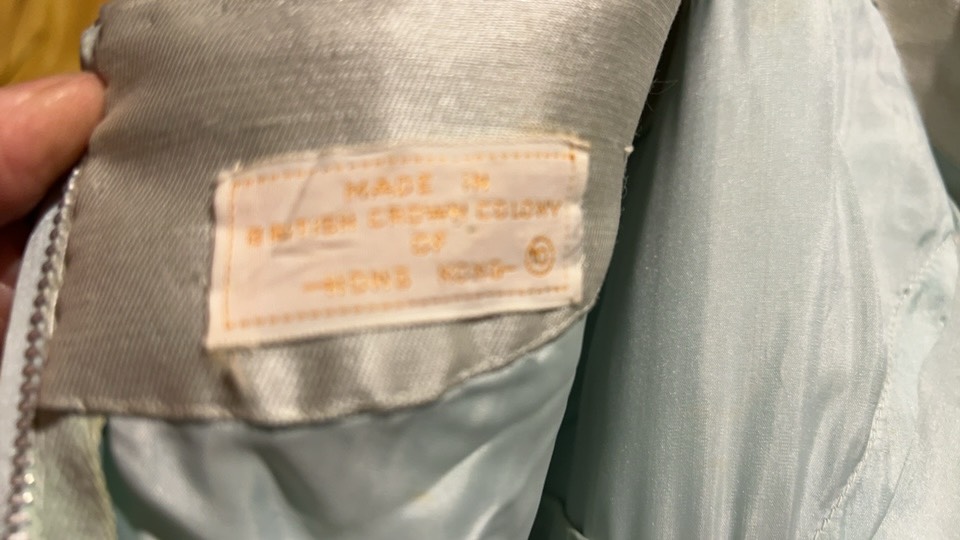 MADE IN
BRITISH CROWN COLONY
OF
-HONG KONG-